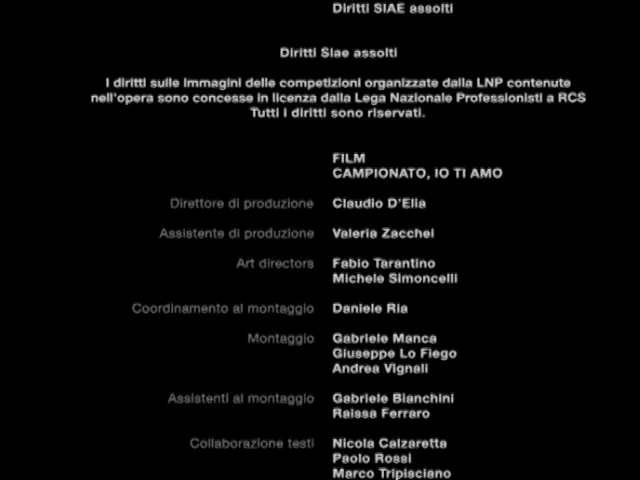 Diritti SIAE assolti
Diritti Siae assolti
I diritti sulle immagini delle competizioni organizzate dalla LNP contenute
nell'opera sono concesse in licenza dalla Lega Nazionale Professionisti a RCS
Tutti i diritti sono riservati.
FILM
CAMPIONATO, IO TI AMO
Direttore di produzione Claudio D'Elia
Assistente di produzione Valeria Zacchei
Art directors Fabio Tarantino
Michele Simoncelli
Coordinamento al montaggio Daniele Ria
Montaggio Gabriele Manca
Giuseppe Lo Fiego
Andrea Vignali
Assistenti al montaggio Gabriele Bianchini
Raissa Ferraro
Collaborazione testi Nicola Calzaretta
Paolo Rossi
Marco Tripisciano